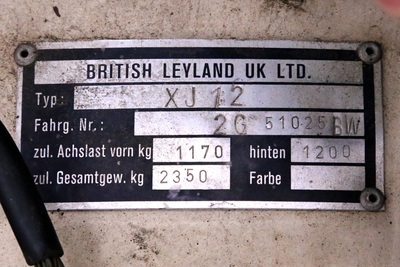 BRITISH LEYLAND UK LTD.
Typ: XJ 12
Fahrg. Nr.: 2G 51025BW
zul. Achslast vorn kg 1170 hinten 1200
zul. Gesamtgew. kg 2350 Farbe